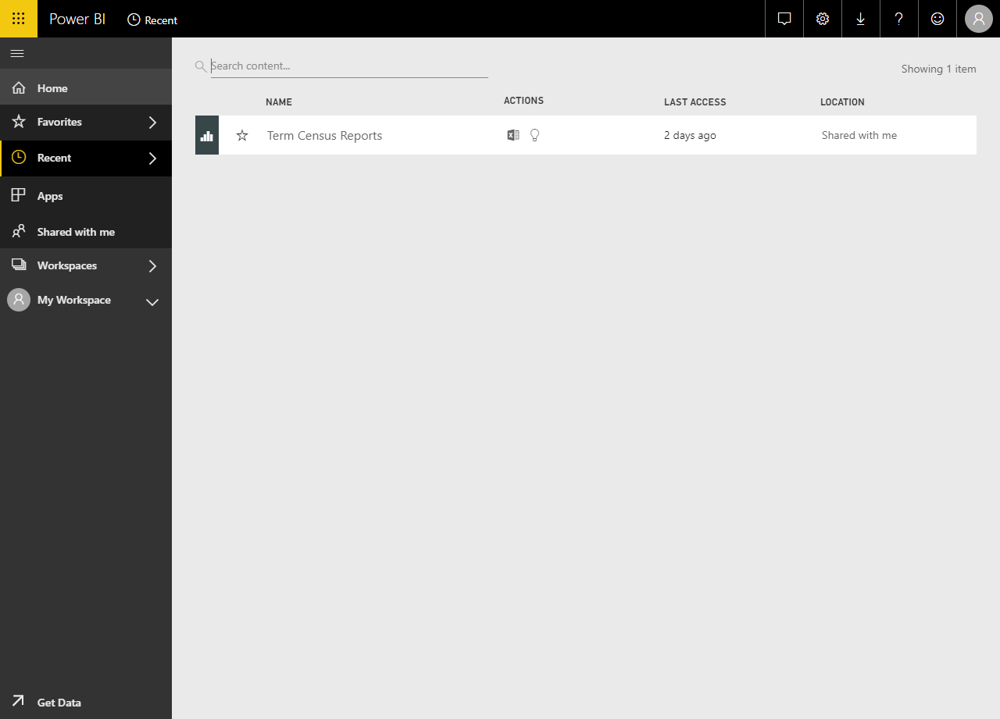 Power BI
Recent
Search content...
Showing 1 item
NAME
ACTIONS
LAST ACCESS
LOCATION
Term Census Reports
2 days ago
Shared with me
Home
Favorites
Recent
Apps
Shared with me
Workspaces
My Workspace
Get Data